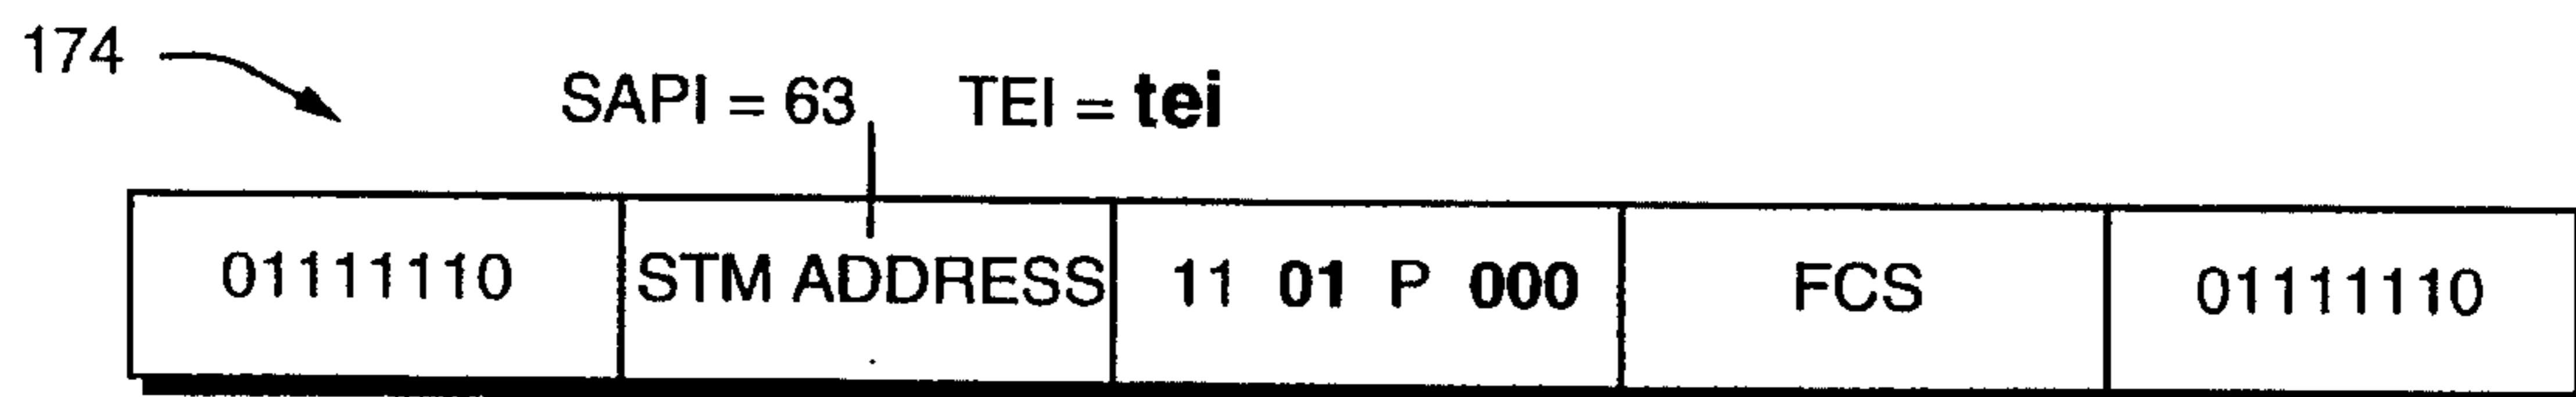 174
SAPI = 63 TEI = tei
01111110 STM ADDRESS 11 01 P 000 FCS 01111110